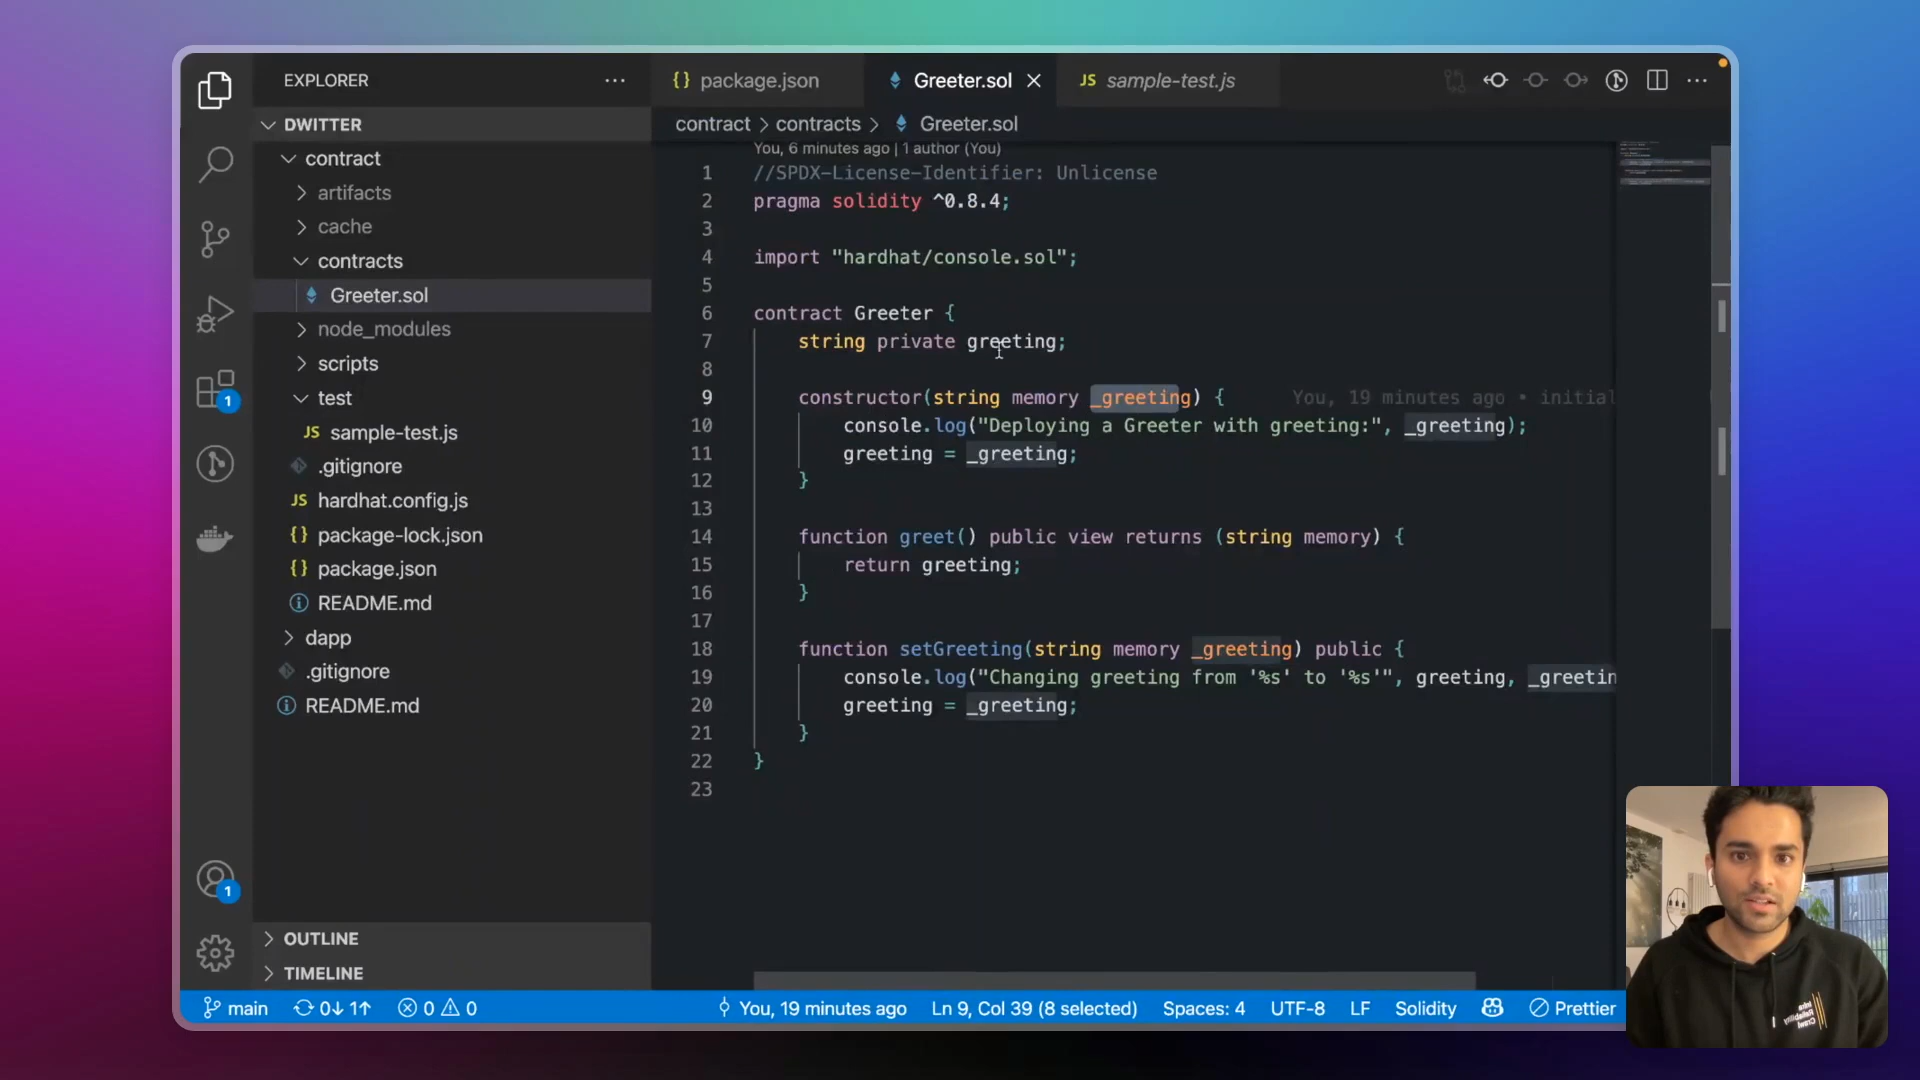 EXPLORER
DWITTER
contract
artifacts
cache
contracts
Greeter.sol
node_modules
scripts
test
JS sample-test.js
.gitignore
JS hardhat.config.js
{} package-lock.json
{} package.json
README.md
dapp
.gitignore
README.md
OUTLINE
TIMELINE
1
1
{} package.json
Greeter.sol
JS sample-test.js
contract > contracts > Greeter.sol
You, 6 minutes ago | 1 author (You)
1 //SPDX-License-Identifier: Unlicense
2 pragma solidity ^0.8.4;
3
4 import "hardhat/console.sol";
5
6 contract Greeter {
7 string private greeting;
8
9 constructor(string memory _greeting) { You, 19 minutes ago • initial
10 console.log("Deploying a Greeter with greeting:", _greeting);
11 greeting = _greeting;
12 }
13
14 function greet() public view returns (string memory) {
15 return greeting;
16 }
17
18 function setGreeting(string memory _greeting) public {
19 console.log("Changing greeting from '%s' to '%s'", greeting, _greetin
20 greeting = _greeting;
21 }
22 }
23
main 0↓ 1↑ 0 0 You, 19 minutes ago Ln 9, Col 39 (8 selected) Spaces: 4 UTF-8 LF Solidity Prettier